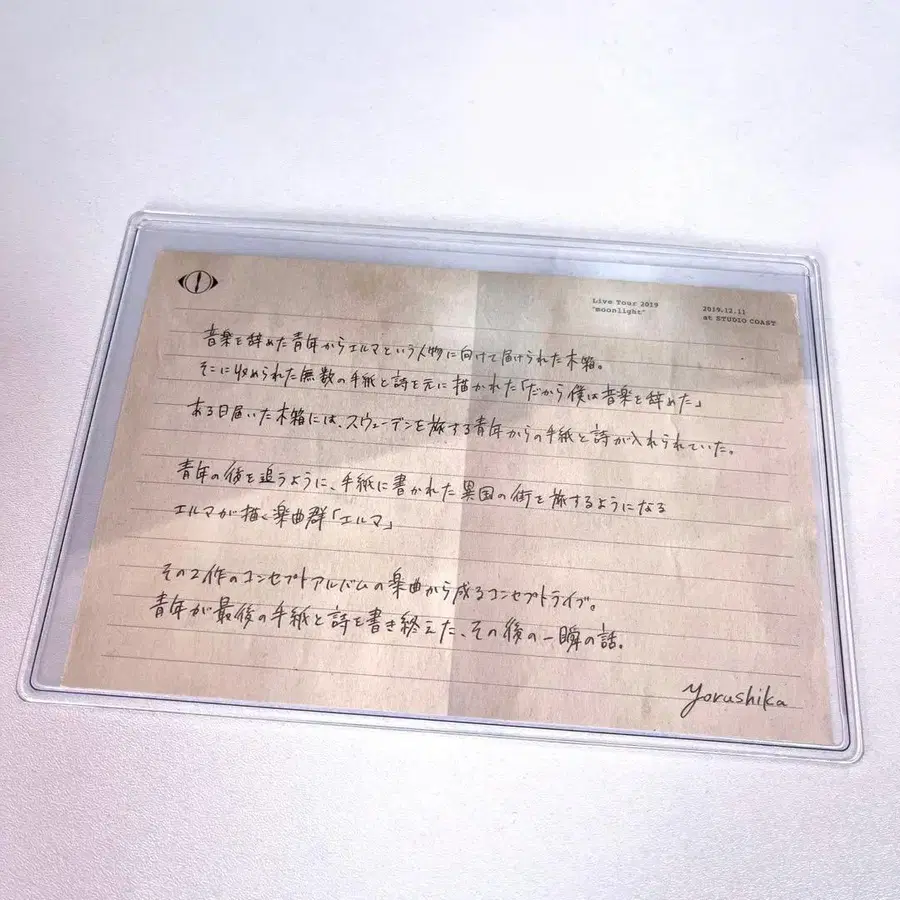 Live Tour 2019
"moonlight"
2019.12.11
at STUDIO COAST
音楽を辞めた青年からエルマという人物に向けて届けられた木箱。
そこに収められた無数の手紙と詩を元に描かれた「だから僕は音楽を辞めた」
ある日届いた木箱には、スウェーデンを旅する青年からの手紙と詩が入れられていた。
青年の後を追うように、手紙に書かれた異国の街を旅するようになる
エルマが描く楽曲群「エルマ」
その2作のコンセプトアルバムの楽曲から成るコンセプトライブ。
青年が最後の手紙と詩を書き終えた、その後の一瞬の話。
Yorushika